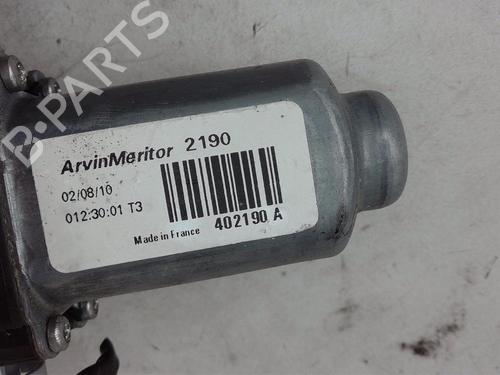 B-PARTS
ArvinMeritor 2190
02/08/10
012:30:01 T3
402190 A
Made in France